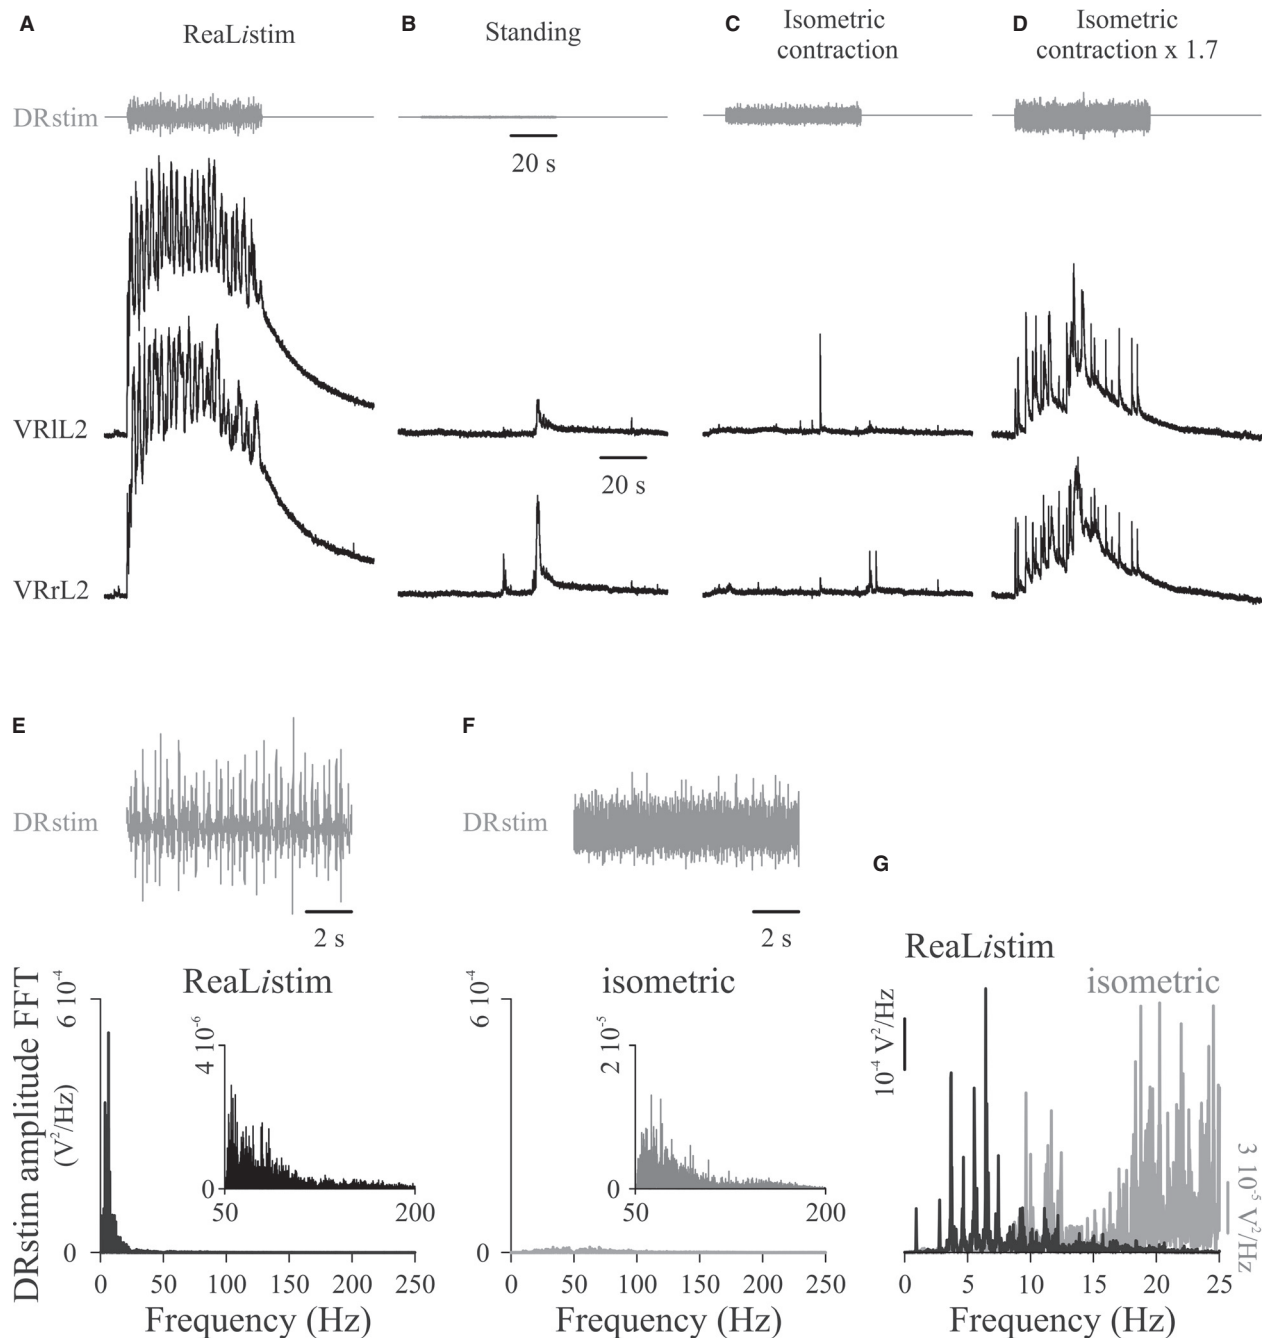 A
ReaListim
B
Standing
C
Isometric
contraction
D
Isometric
contraction x 1.7
DRstim
20 s
VRlL2
20 s
VRrL2
E
DRstim
2 s
F
DRstim
2 s
G
DRstim amplitude FFT
(V²/Hz)
6 10⁻⁴
0
ReaListim
4 10⁻⁶
0
50 200
0 50 100 150 200 250
Frequency (Hz)
6 10⁻⁴
0
isometric
2 10⁻⁵
0
50 200
0 50 100 150 200 250
Frequency (Hz)
ReaListim
isometric
10⁻⁴ V²/Hz
3 10⁻⁵ V²/Hz
0 5 10 15 20 25
Frequency (Hz)